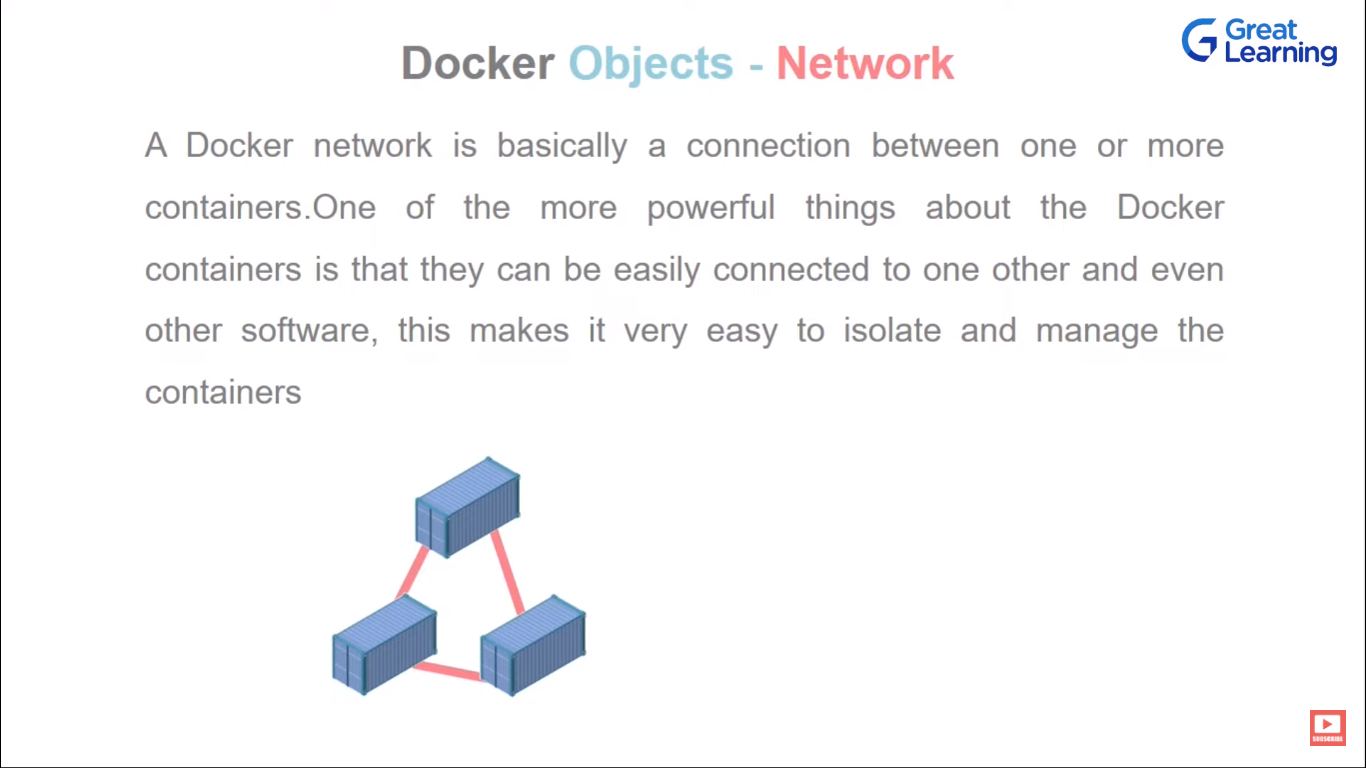 Great
Learning
Docker Objects - Network
A Docker network is basically a connection between one or more
containers.One of the more powerful things about the Docker
containers is that they can be easily connected to one other and even
other software, this makes it very easy to isolate and manage the
containers
SUBSCRIBE